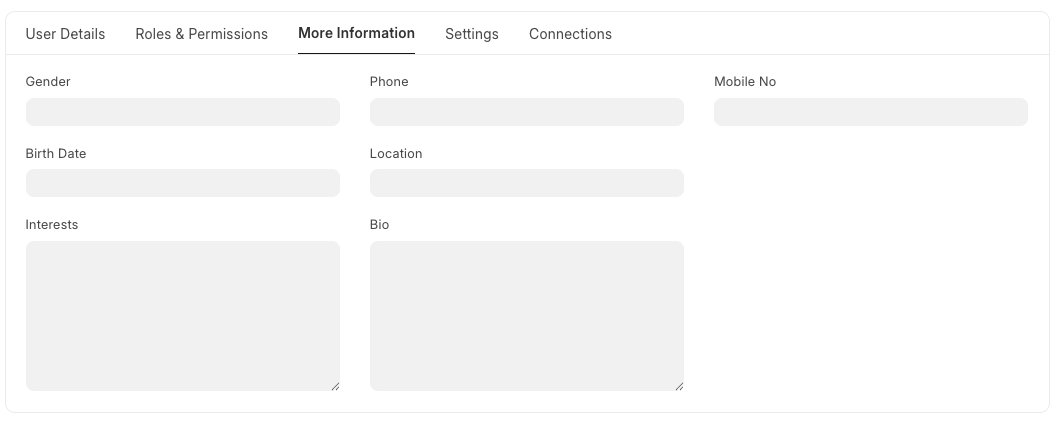 User Details Roles & Permissions More Information Settings Connections
Gender Phone Mobile No
Birth Date Location
Interests Bio